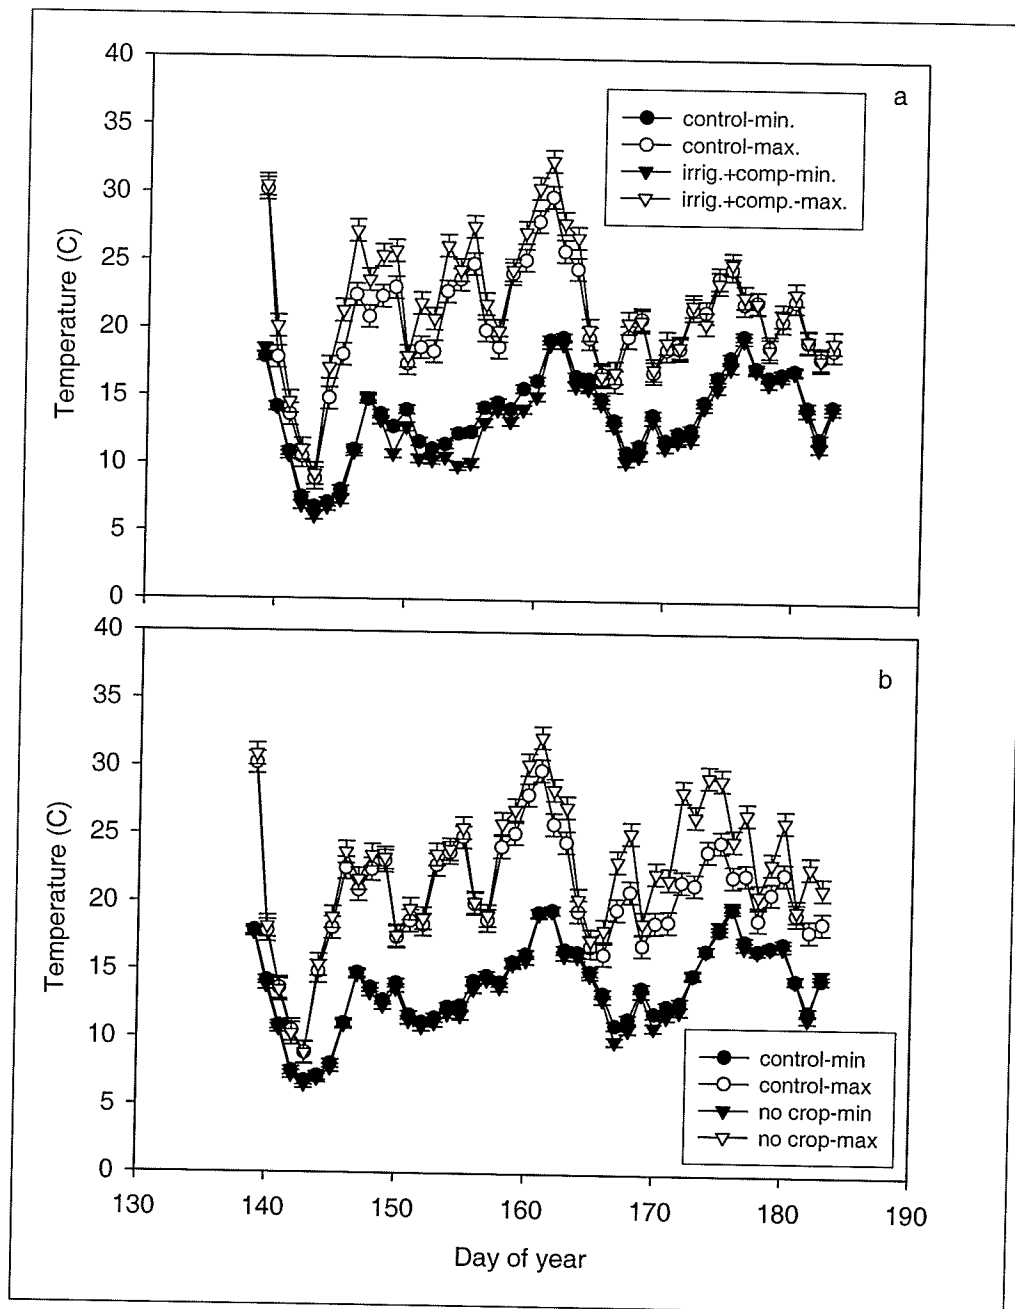 40
35
30
25
20
15
10
5
0
Temperature (C)
a
control-min.
control-max.
irrig.+comp-min.
irrig.+comp.-max.
40
35
30
25
20
15
10
5
0
Temperature (C)
b
control-min
control-max
no crop-min
no crop-max
130
140
150
160
170
180
190
Day of year